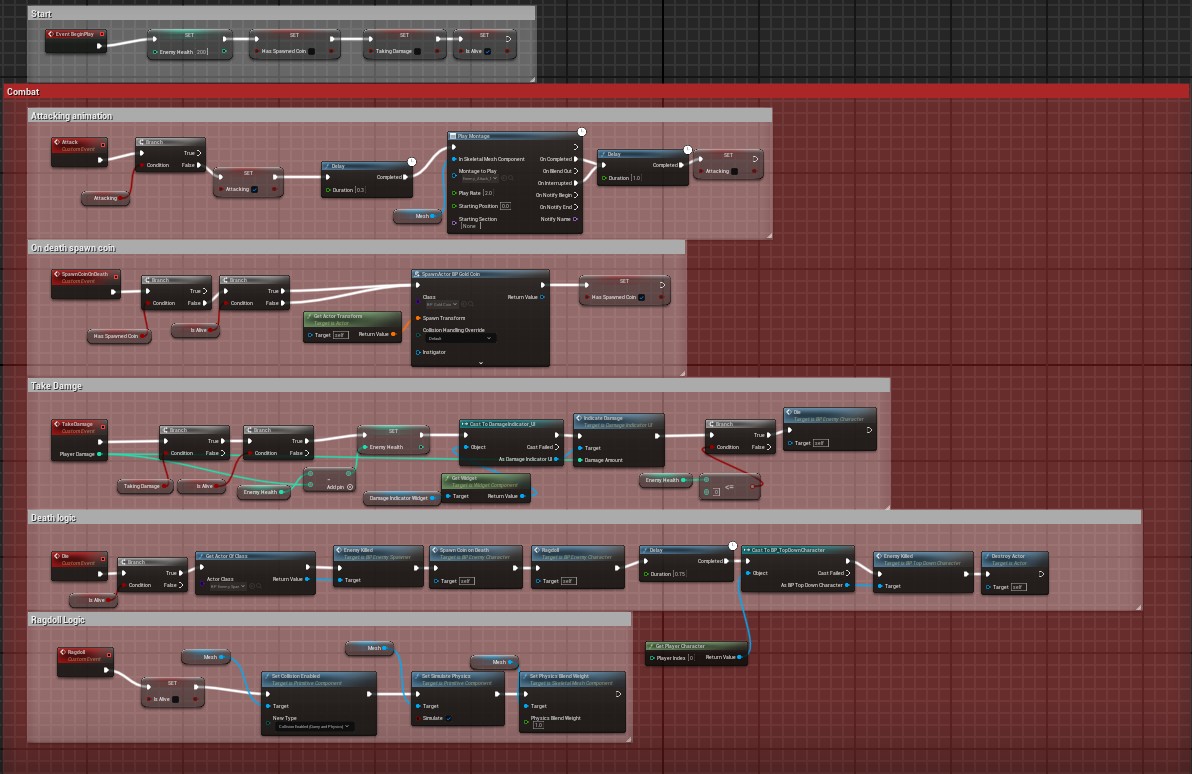 Start
Event BeginPlay
SET
Enemy Health 200
SET
Has Spawned Coin
SET
Taking Damage
SET
Is Alive
Combat
Attacking animation
Attack
Custom Event
Branch
True
Condition False
Attacking
SET
Attacking
Delay
Completed
Duration 0.3
Mesh
Play Montage
In Skeletal Mesh Component On Completed
Montage to Play On Blend Out
On Interrupted
Play Rate 2.0 On Notify Begin
Starting Position 0.0 On Notify End
Starting Section Notify Name
None
Delay
Completed
Duration 1.0
SET
Attacking
On death spawn coin
SpawnCoinOnDeath
Custom Event
Branch
True
Condition False
Branch
True
Condition False
Has Spawned Coin
Is Alive
Get Actor Transform
Target is Actor
Target self Return Value
SpawnActor BP Gold Coin
Class Return Value
BP Gold Coin
Spawn Transform
Collision Handling Override
Default
Instigator
SET
Has Spawned Coin
Take Damge
TakeDamage
Custom Event
Player Damage
Branch
True
Condition False
Branch
True
Condition False
Taking Damage
Is Alive
Enemy Health
-
Add pin
SET
Enemy Health
Damage Indicator Widget
Cast To DamageIndicator_UI
Object Cast Failed
As Damage Indicator UI
Get Widget
Target is Widget Component
Target Return Value
Indicate Damage
Target is Damage Indicator UI
Target
Damage Amount
Enemy Health
0 <=
Branch
True
Condition False
Die
Target is BP Enemy Character
Target self
Death logic
Die
Custom Event
Branch
True
Condition False
Is Alive
Get Actor Of Class
Actor Class
Return Value
Enemy Killed
Target is BP Enemy Spawner
Target
Spawn Coin on Death
Target is BP Enemy Character
Target self
Ragdoll
Target is BP Enemy Character
Target self
Delay
Completed
Duration 0.75
Cast To BP_TopDownCharacter
Object Cast Failed
As BP Top Down Character
Enemy Killed
Target is BP Top Down Character
Target
Destroy Actor
Target is Actor
Target self
Get Player Character
Player Index 0 Return Value
Ragdoll Logic
Ragdoll
Custom Event
SET
Is Alive
Mesh
Set Collision Enabled
Target is Primitive Component
Target
New Type
Collision Enabled (Query and Physics)
Mesh
Set Simulate Physics
Target is Primitive Component
Target
Simulate
Mesh
Set Physics Blend Weight
Target is Skeletal Mesh Component
Target
Physics Blend Weight
1.0